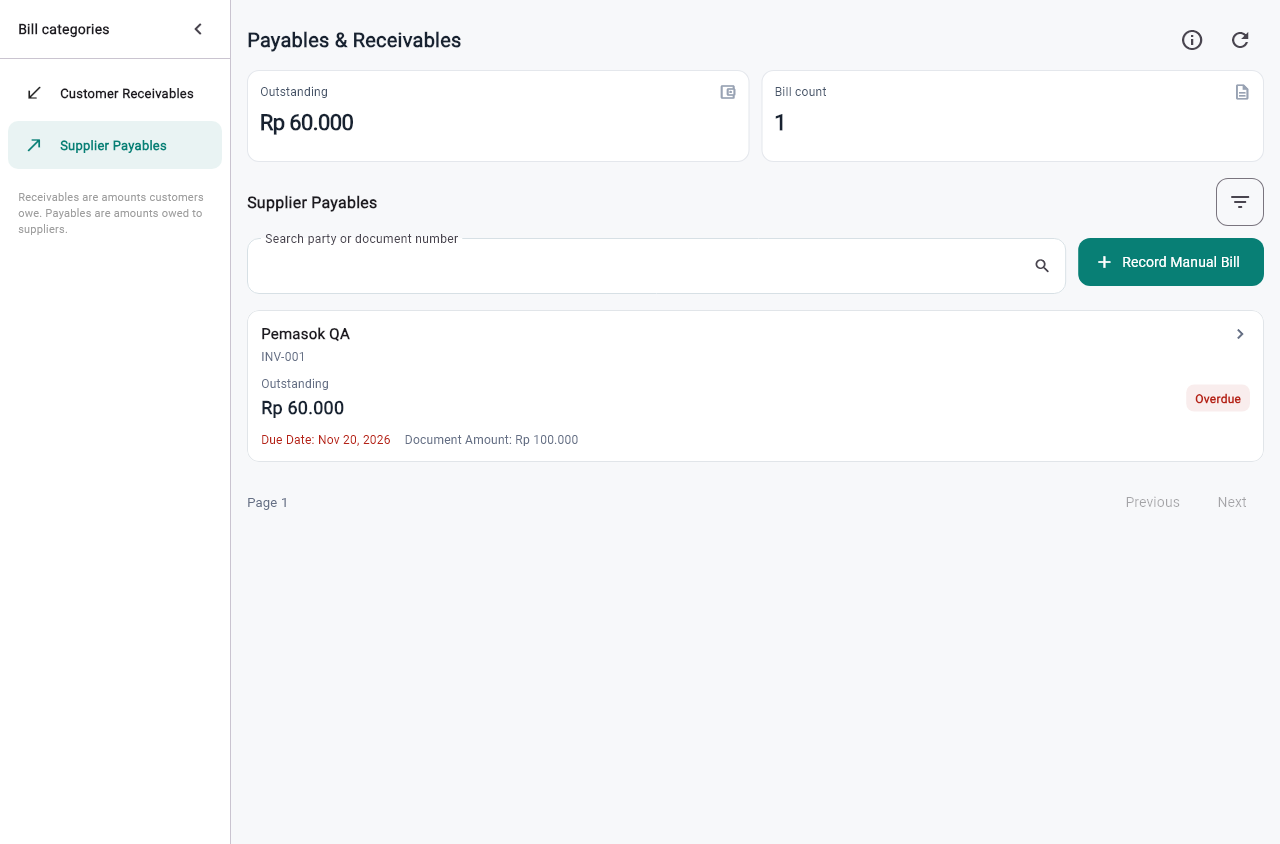 Bill categories
Customer Receivables
Supplier Payables
Receivables are amounts customers
owe. Payables are amounts owed to
suppliers.
Payables & Receivables
Outstanding
Rp 60.000
Bill count
1
Supplier Payables
Search party or document number
Record Manual Bill
Pemasok QA
INV-001
Outstanding
Rp 60.000
Overdue
Due Date: Nov 20, 2026 Document Amount: Rp 100.000
Page 1
Previous Next